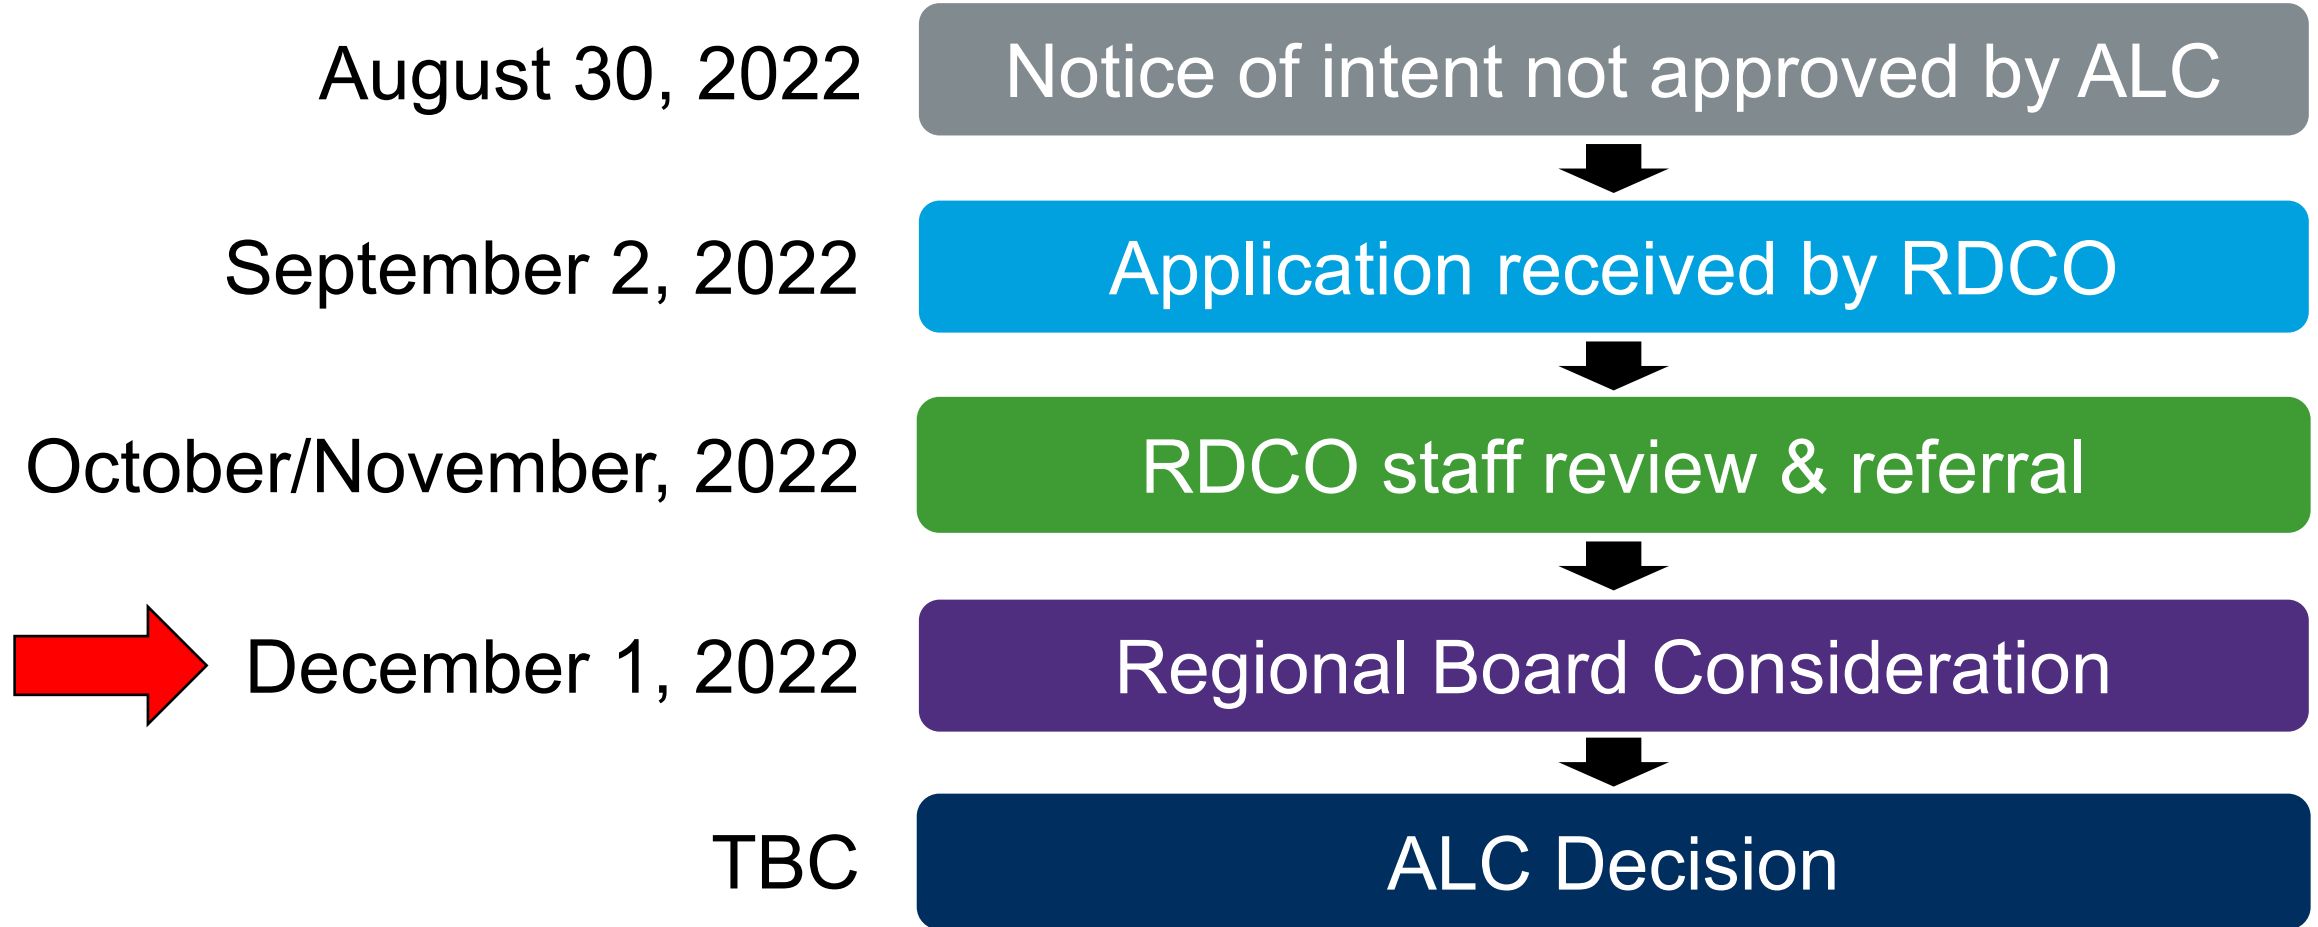 August 30, 2022
Notice of intent not approved by ALC
September 2, 2022
Application received by RDCO
October/November, 2022
RDCO staff review & referral
December 1, 2022
Regional Board Consideration
TBC
ALC Decision